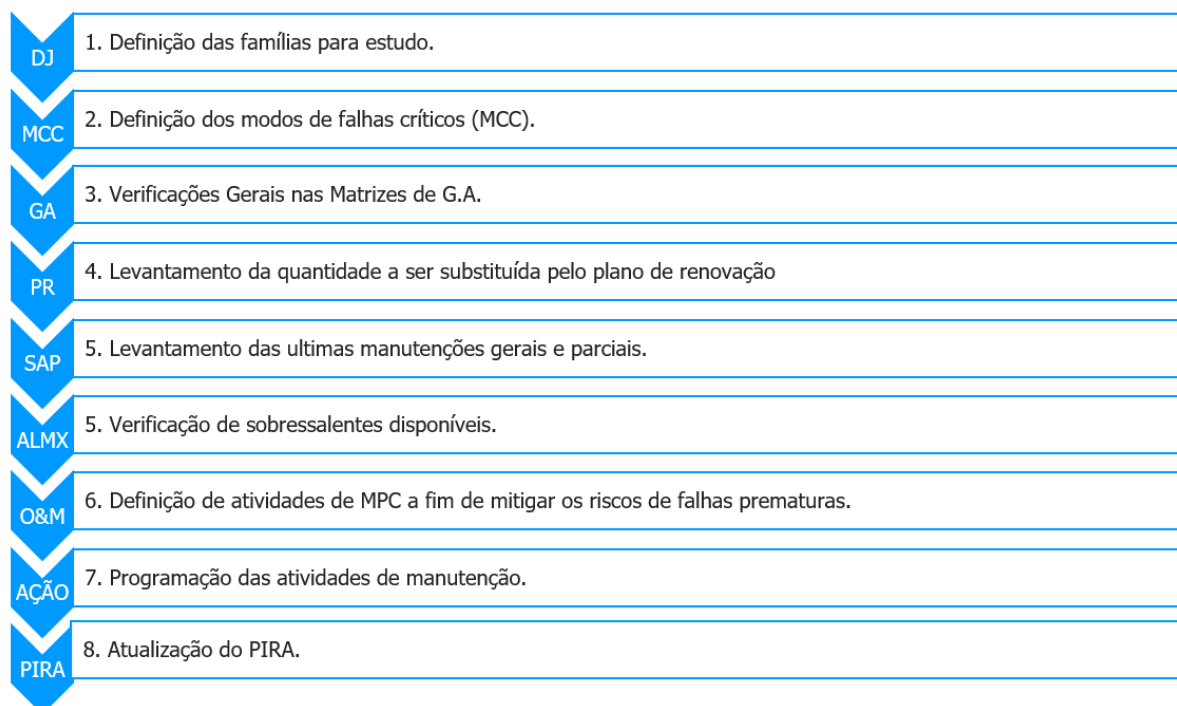 DJ
1. Definição das famílias para estudo.
MCC
2. Definição dos modos de falhas críticos (MCC).
GA
3. Verificações Gerais nas Matrizes de G.A.
PR
4. Levantamento da quantidade a ser substituída pelo plano de renovação
SAP
5. Levantamento das ultimas manutenções gerais e parciais.
ALMX
5. Verificação de sobressalentes disponíveis.
O&M
6. Definição de atividades de MPC a fim de mitigar os riscos de falhas prematuras.
AÇÃO
7. Programação das atividades de manutenção.
PIRA
8. Atualização do PIRA.